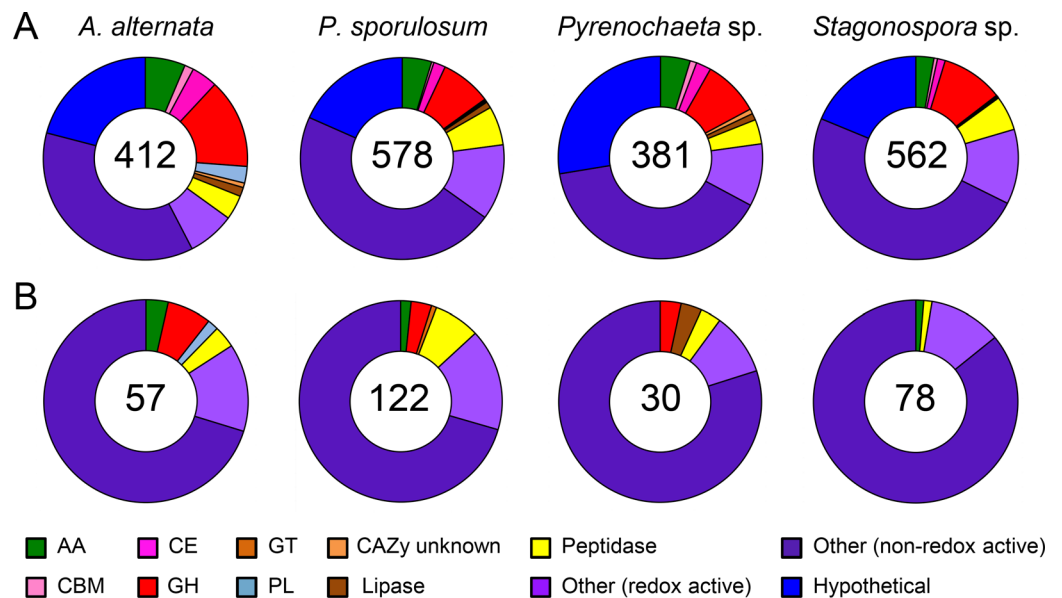 A A. alternata P. sporulosum Pyrenochaeta sp. Stagonospora sp.
412 578 381 562
B
57 122 30 78
AA CE GT CAZy unknown Peptidase Other (non-redox active)
CBM GH PL Lipase Other (redox active) Hypothetical